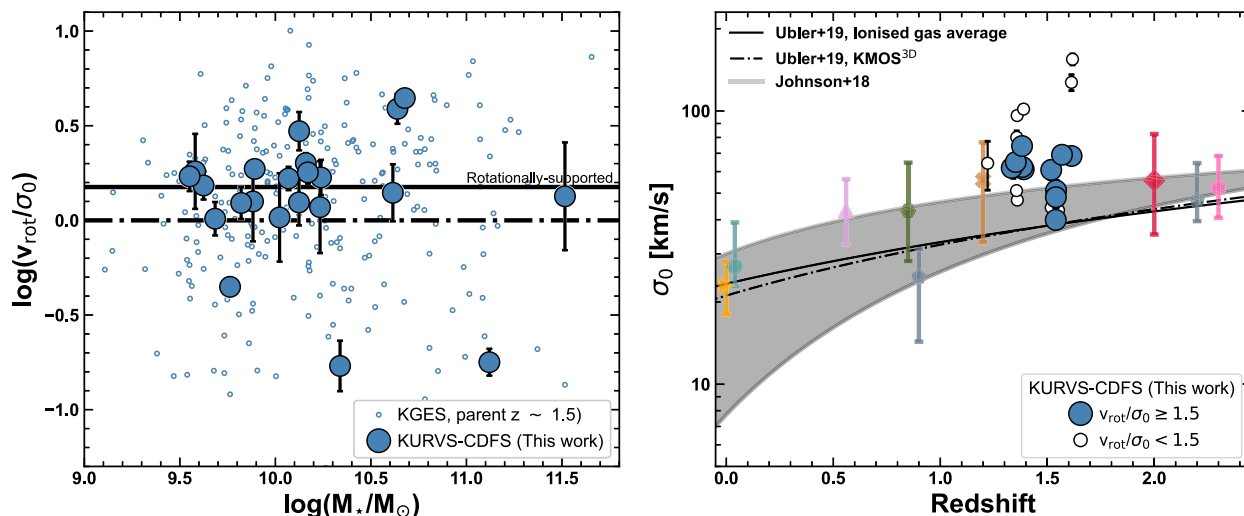 1.0
0.5
0.0
−0.5
−1.0
log(v_rot/σ_0)
Rotationally-supported
KGES, parent z ~ 1.5)
KURVS-CDFS (This work)
9.0 9.5 10.0 10.5 11.0 11.5
log(M_⋆/M_⊙)
Ubler+19, Ionised gas average
Ubler+19, KMOS^3D
Johnson+18
100
10
σ_0 [km/s]
KURVS-CDFS (This work)
v_rot/σ_0 ≥ 1.5
v_rot/σ_0 < 1.5
0.0 0.5 1.0 1.5 2.0
Redshift